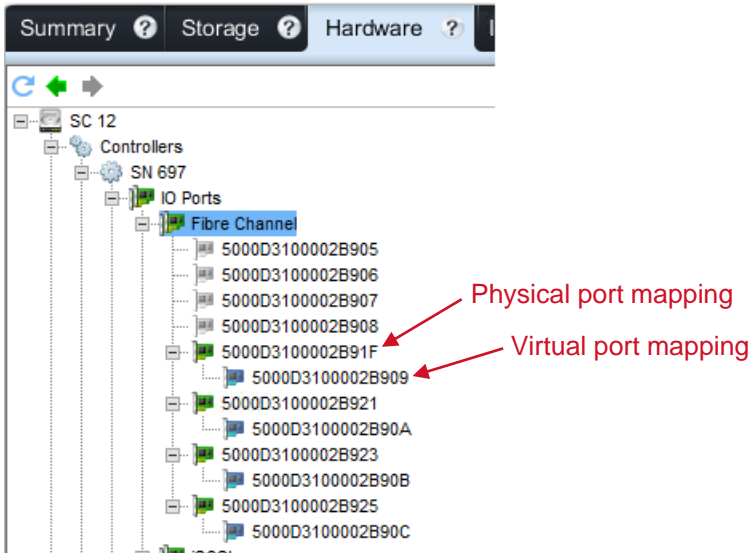 Summary ? Storage ? Hardware ?
SC 12
Controllers
SN 697
IO Ports
Fibre Channel
5000D3100002B905
5000D3100002B906
5000D3100002B907
5000D3100002B908
Physical port mapping
5000D3100002B91F
Virtual port mapping
5000D3100002B909
5000D3100002B921
5000D3100002B90A
5000D3100002B923
5000D3100002B90B
5000D3100002B925
5000D3100002B90C